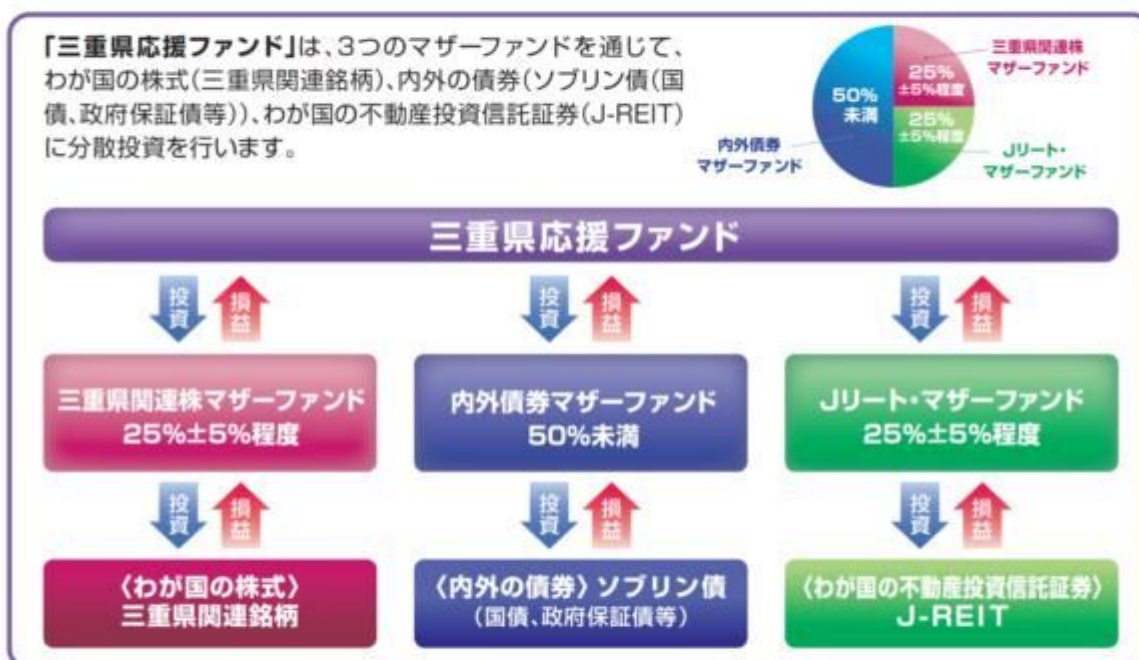 「三重県応援ファンド」は、3つのマザーファンドを通じて、
わが国の株式(三重県関連銘柄)、内外の債券(ソブリン債(国
債、政府保証債等))、わが国の不動産投資信託証券(J-REIT)
に分散投資を行います。
50%
未満
25%
±5%程度
25%
±5%程度
三重県関連株
マザーファンド
内外債券
マザーファンド
Jリート・
マザーファンド
三重県応援ファンド
投資 損益 投資 損益 投資 損益
三重県関連株マザーファンド
25%±5%程度
内外債券マザーファンド
50%未満
Jリート・マザーファンド
25%±5%程度
投資 損益 投資 損益 投資 損益
〈わが国の株式〉
三重県関連銘柄
〈内外の債券〉ソブリン債
(国債、政府保証債等)
〈わが国の不動産投資信託証券〉
J-REIT